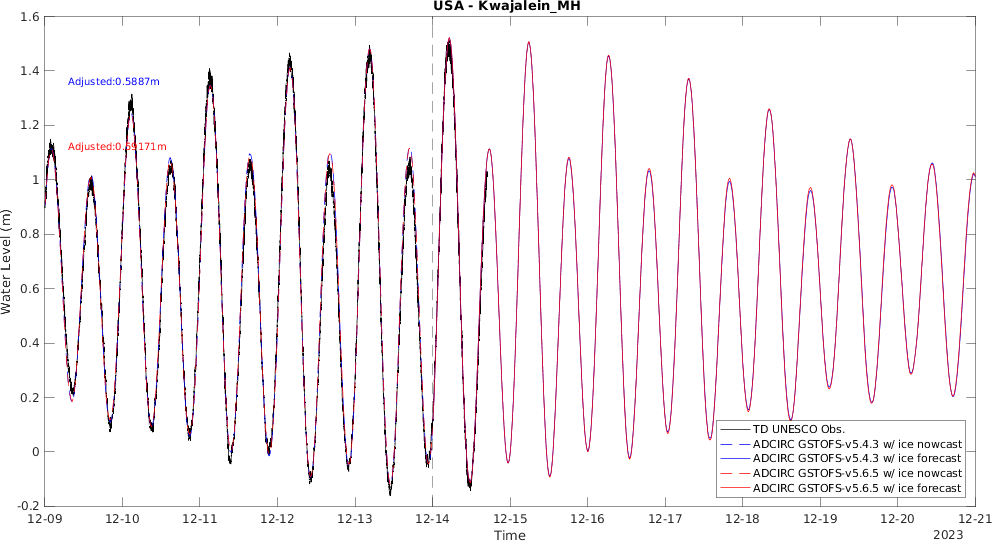 USA - Kwajalein_MH
1.6
1.4
1.2
1
0.8
0.6
0.4
0.2
0
-0.2
Water Level (m)
Adjusted:0.5887m
Adjusted:0.59171m
TD UNESCO Obs.
ADCIRC GSTOFS-v5.4.3 w/ ice nowcast
ADCIRC GSTOFS-v5.4.3 w/ ice forecast
ADCIRC GSTOFS-v5.6.5 w/ ice nowcast
ADCIRC GSTOFS-v5.6.5 w/ ice forecast
12-09 12-10 12-11 12-12 12-13 12-14 12-15 12-16 12-17 12-18 12-19 12-20 12-21
Time
2023